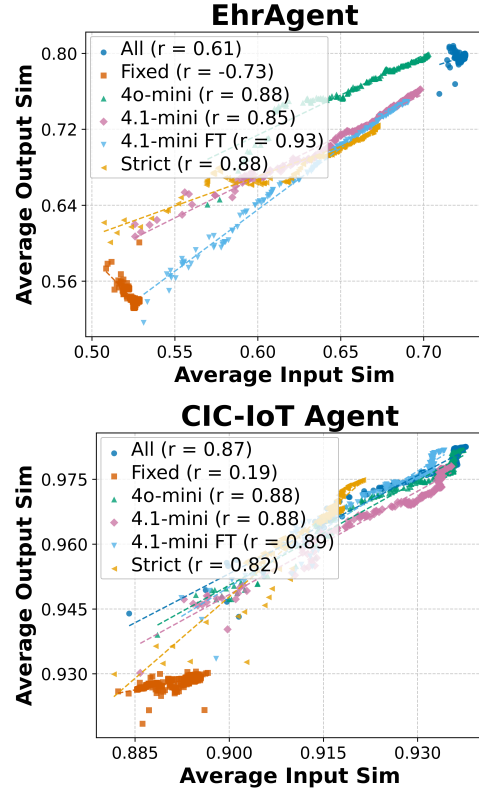 EhrAgent
All (r = 0.61)
Fixed (r = -0.73)
4o-mini (r = 0.88)
4.1-mini (r = 0.85)
4.1-mini FT (r = 0.93)
Strict (r = 0.88)
Average Output Sim
0.80
0.72
0.64
0.56
0.50 0.55 0.60 0.65 0.70
Average Input Sim
CIC-IoT Agent
All (r = 0.87)
Fixed (r = 0.19)
4o-mini (r = 0.88)
4.1-mini (r = 0.88)
4.1-mini FT (r = 0.89)
Strict (r = 0.82)
Average Output Sim
0.975
0.960
0.945
0.930
0.885 0.900 0.915 0.930
Average Input Sim